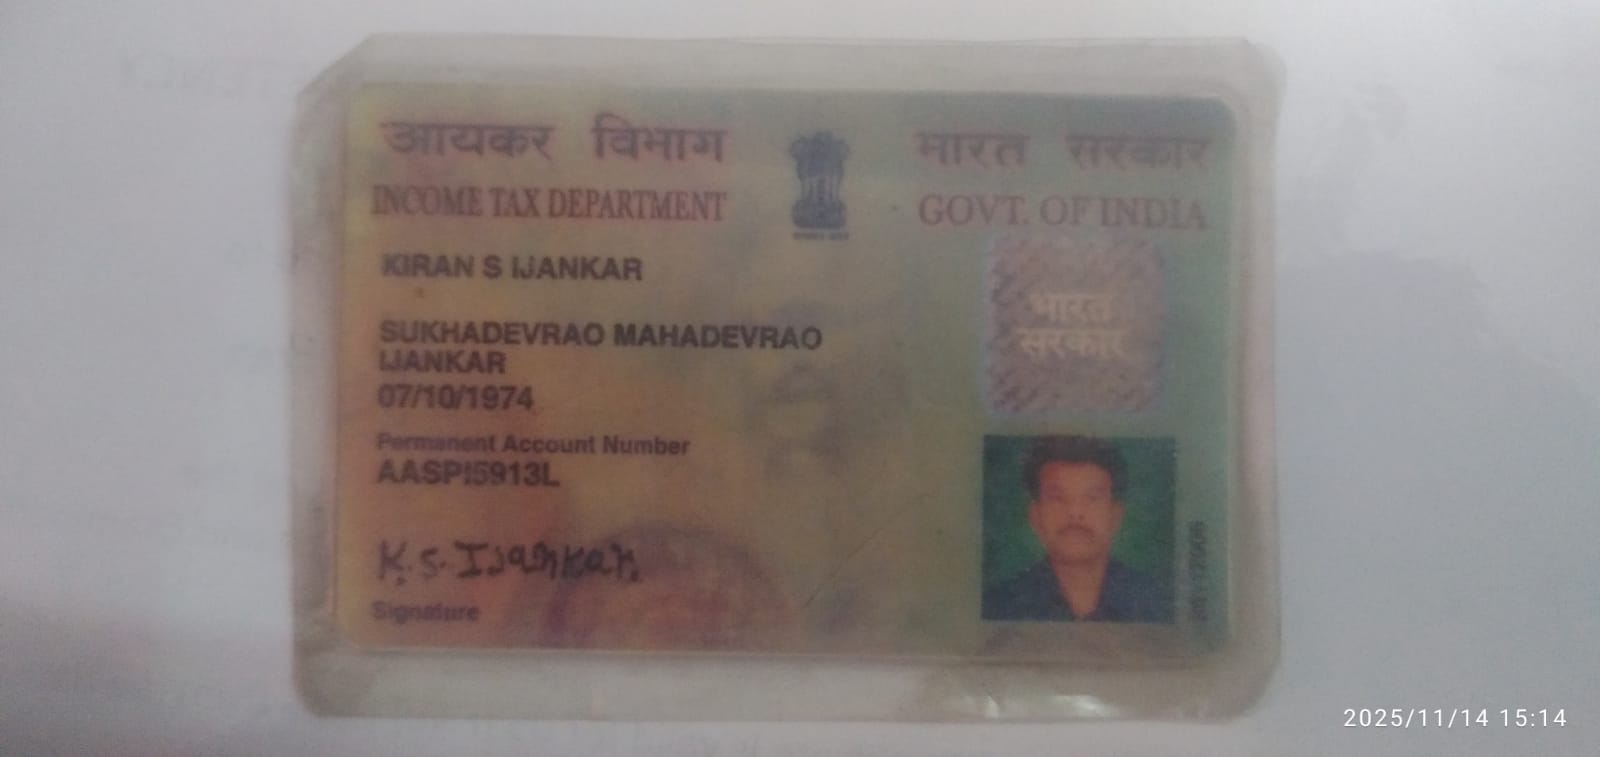 आयकर विभाग
INCOME TAX DEPARTMENT
भारत सरकार
GOVT. OF INDIA
KIRAN S IJANKAR
SUKHADEVRAO MAHADEVRAO
IJANKAR
07/10/1974
Permanent Account Number
AASPI5913L
K. S. Ijankar.
Signature
भारत
सरकार
2025/11/14 15:14